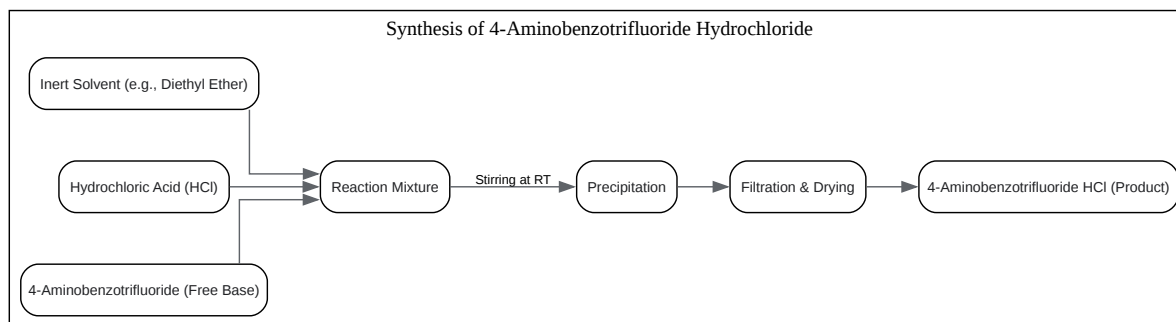 Synthesis of 4-Aminobenzotrifluoride Hydrochloride
Inert Solvent (e.g., Diethyl Ether)
Hydrochloric Acid (HCl)
4-Aminobenzotrifluoride (Free Base)
Reaction Mixture
Stirring at RT
Precipitation
Filtration & Drying
4-Aminobenzotrifluoride HCl (Product)